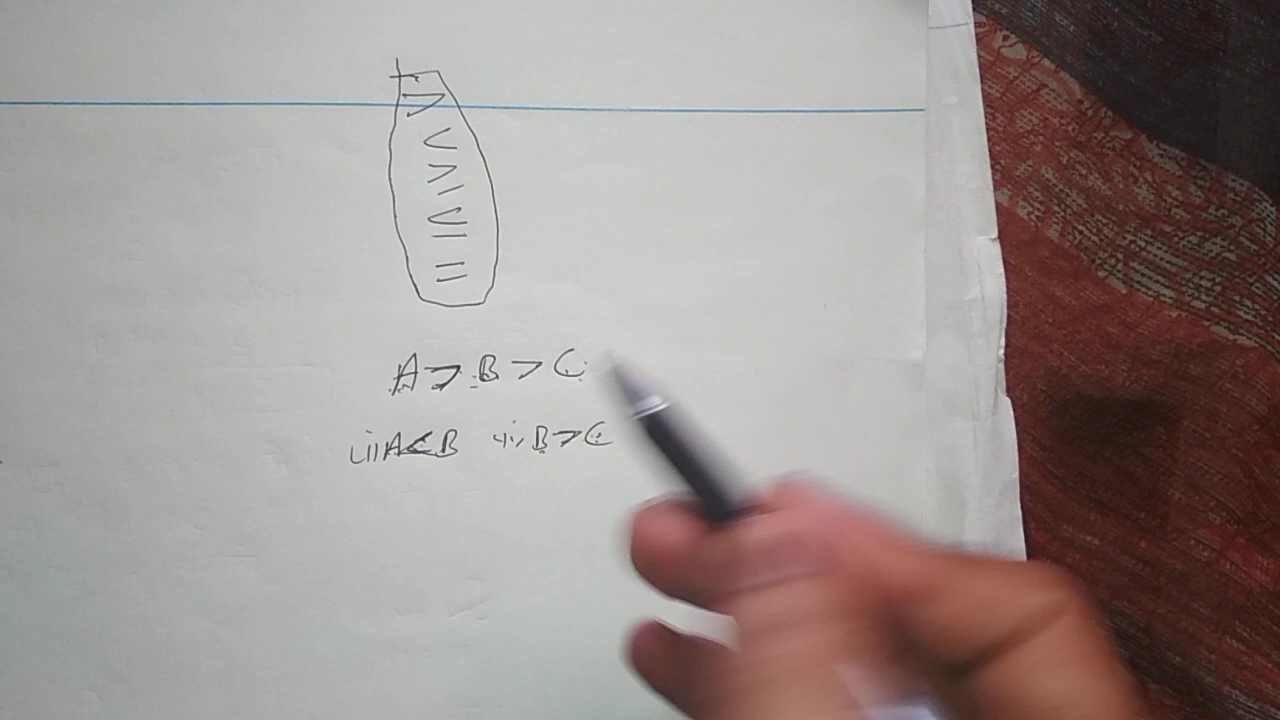 >
<
≥
≤
=
A > B > C
(i) A < B (ii) B > C